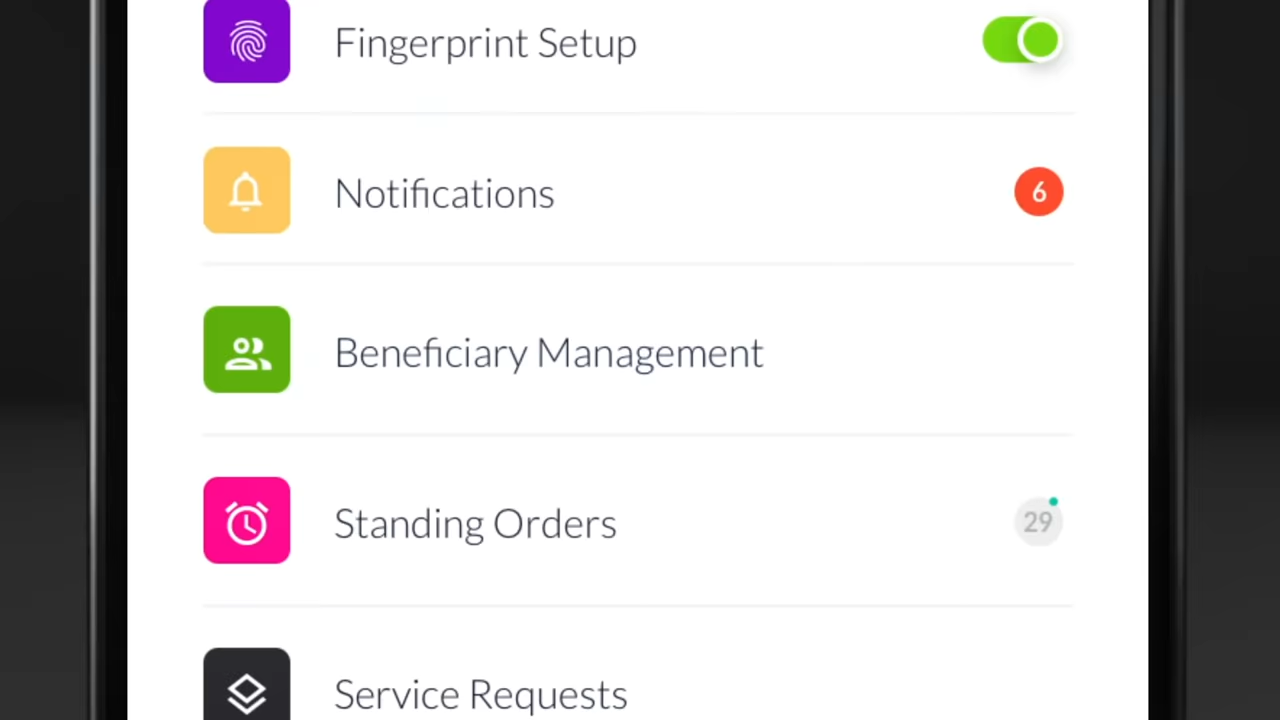 Fingerprint Setup
Notifications 6
Beneficiary Management
Standing Orders 29
Service Requests